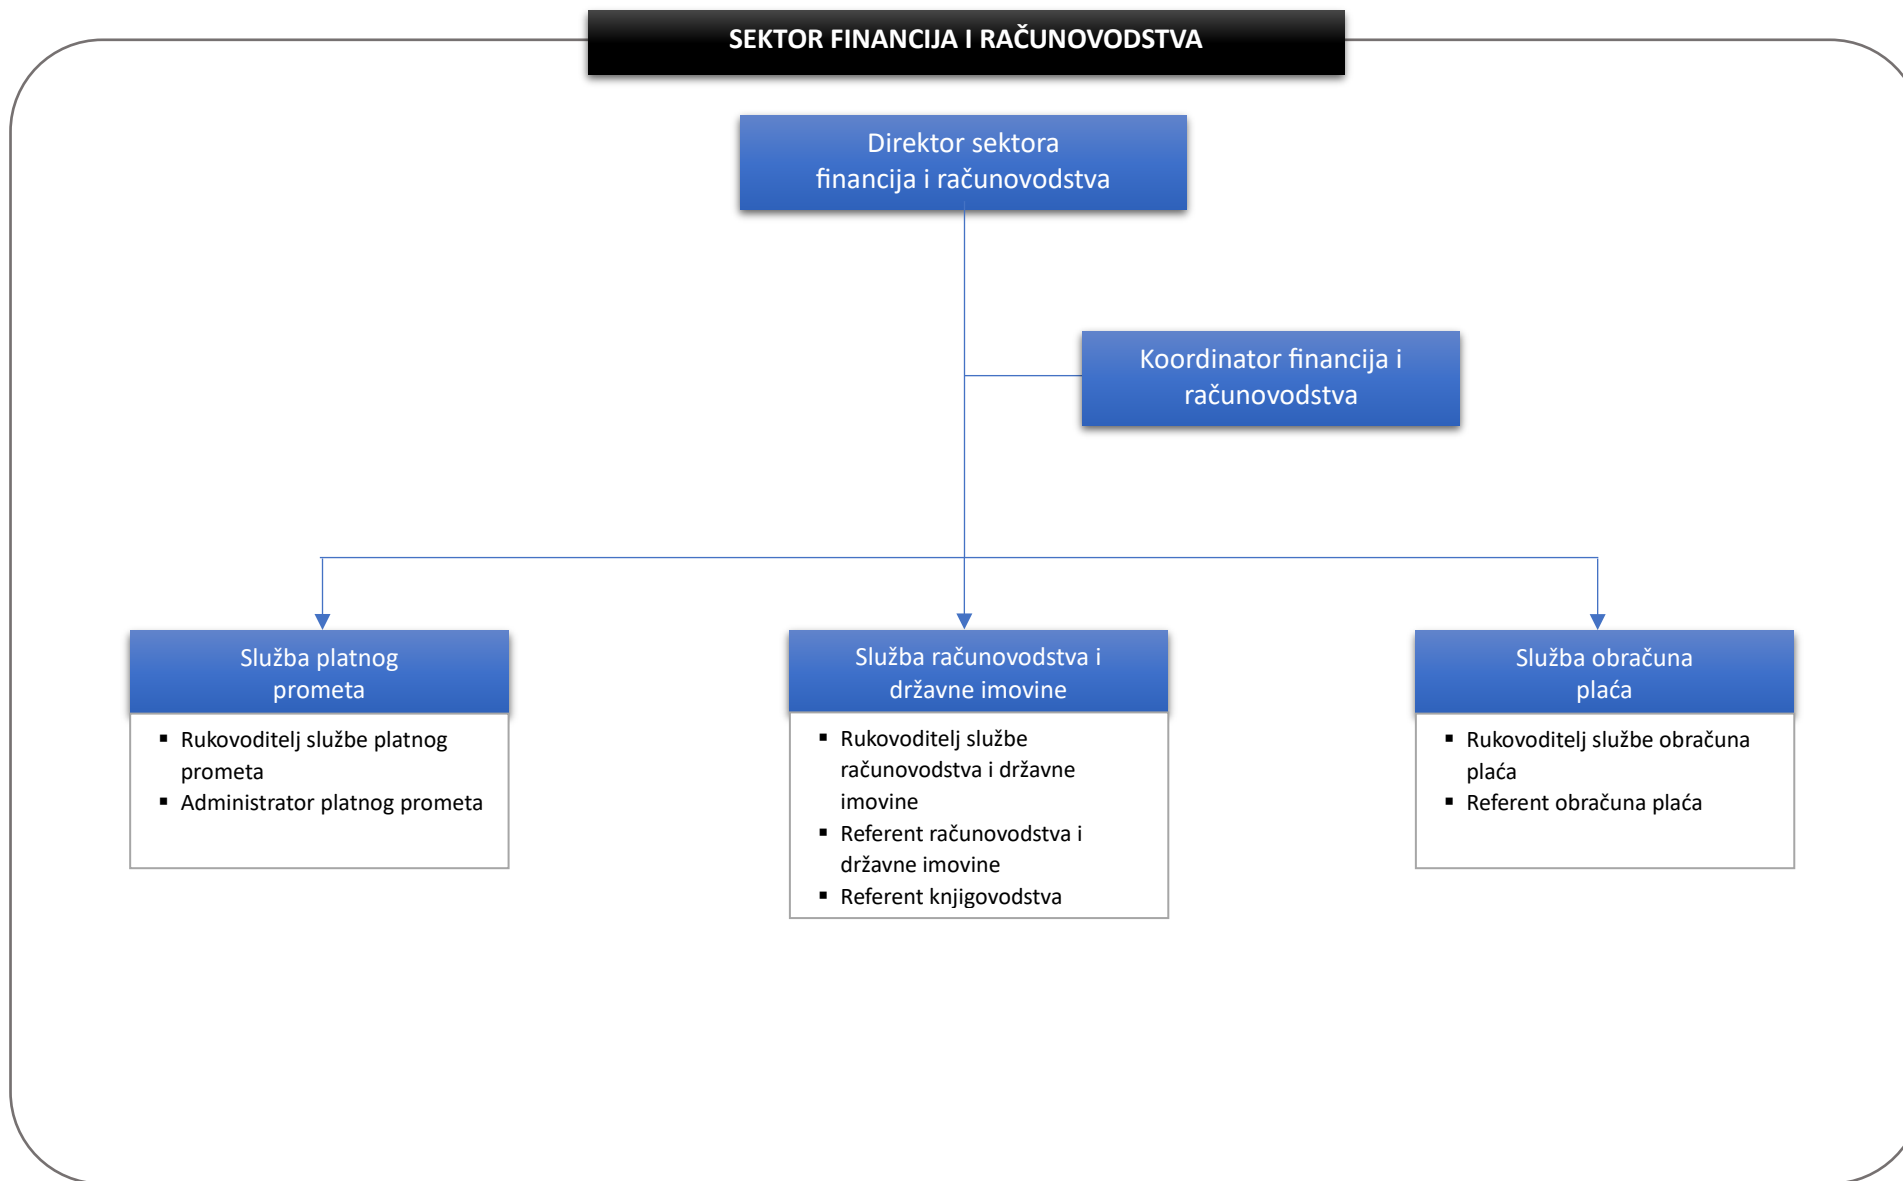 SEKTOR FINANCIJA I RAČUNOVODSTVA
Direktor sektora
financija i računovodstva
Koordinator financija i
računovodstva
Služba platnog
prometa
▪ Rukovoditelj službe platnog
prometa
▪ Administrator platnog prometa
Služba računovodstva i
državne imovine
▪ Rukovoditelj službe
računovodstva i državne
imovine
▪ Referent računovodstva i
državne imovine
▪ Referent knjigovodstva
Služba obračuna
plaća
▪ Rukovoditelj službe obračuna
plaća
▪ Referent obračuna plaća